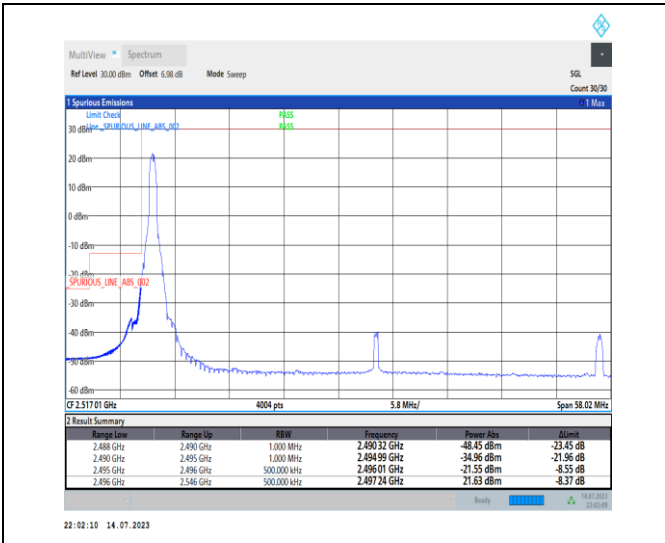 MultiView Spectrum
Ref Level 30.00 dBm Offset 6.98 dB Mode Sweep SGL
Count 30/30
1 Spurious Emissions 1 Max
Limit Check PASS
Line _SPURIOUS_LINE_ABS_002 PASS
30 dBm
20 dBm
10 dBm
0 dBm
-10 dBm
-20 dBm
_SPURIOUS_LINE_ABS_002
-30 dBm
-40 dBm
-50 dBm
-60 dBm
CF 2.517 01 GHz 4004 pts 5.8 MHz/ Span 58.02 MHz
2 Result Summary
Range Low Range Up RBW Frequency Power Abs ΔLimit
2.488 GHz 2.490 GHz 1.000 MHz 2.490 32 GHz -48.45 dBm -23.45 dB
2.490 GHz 2.495 GHz 1.000 MHz 2.494 99 GHz -34.96 dBm -21.96 dB
2.495 GHz 2.496 GHz 500.000 kHz 2.496 01 GHz -21.55 dBm -8.55 dB
2.496 GHz 2.546 GHz 500.000 kHz 2.497 24 GHz 21.63 dBm -8.37 dB
Ready 14.07.2023
22:02:09
22:02:10 14.07.2023